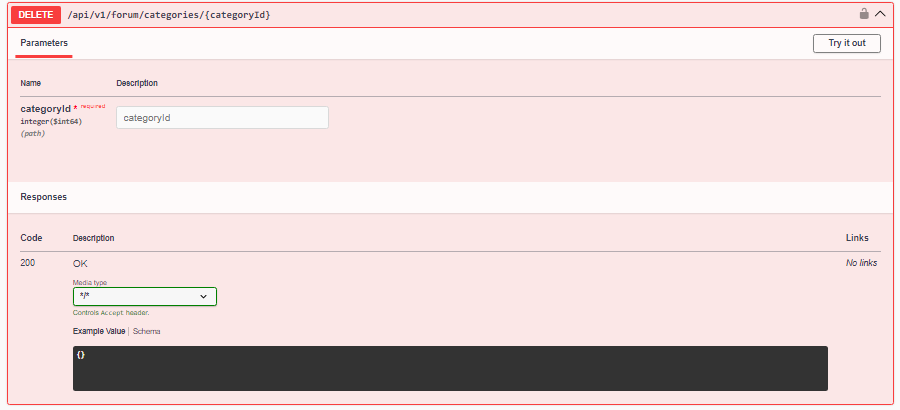 DELETE /api/v1/forum/categories/{categoryId}
Parameters
Try it out
Name Description
categoryId * required
integer($int64)
(path)
categoryId
Responses
Code Description Links
200 OK No links
Media type
*/*
Controls Accept header.
Example Value Schema
{}